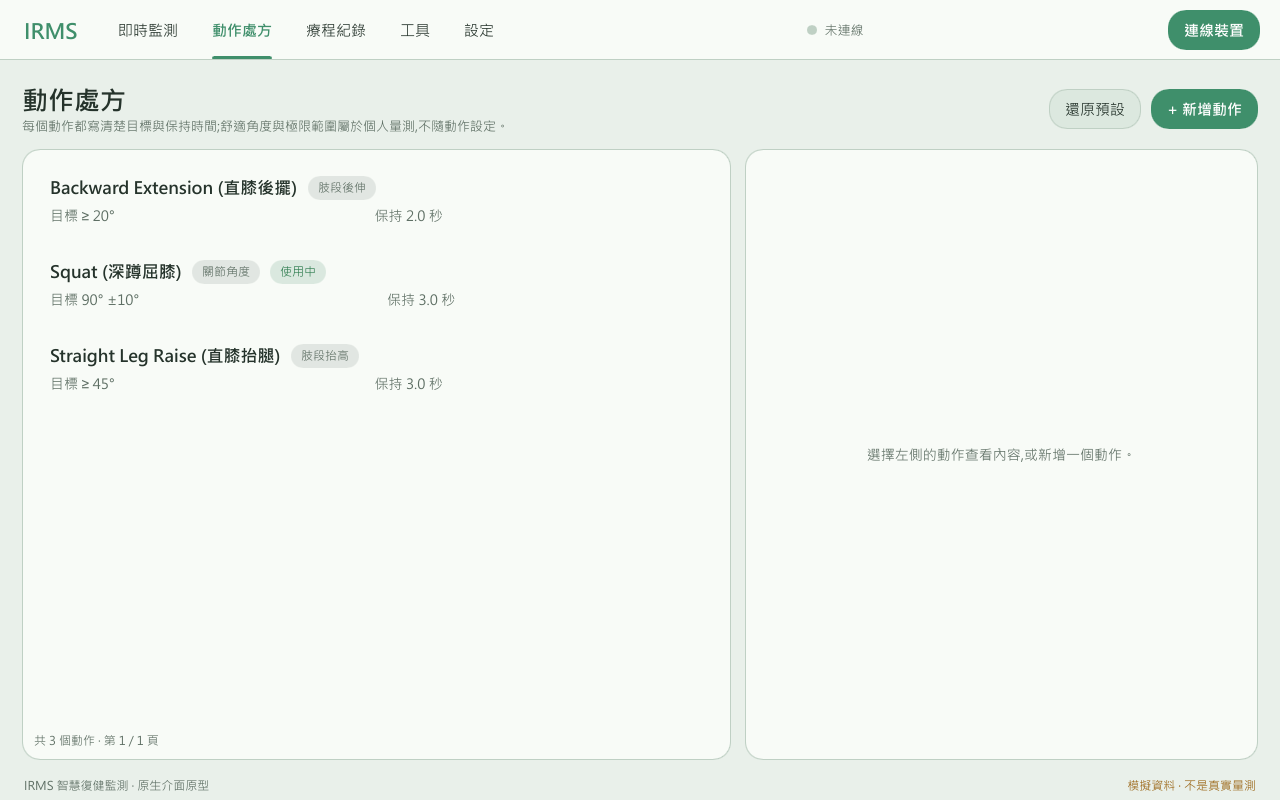 IRMS 即時監測 動作處方 療程紀錄 工具 設定 未連線 連線裝置
動作處方
每個動作都寫清楚目標與保持時間;舒適角度與極限範圍屬於個人量測,不隨動作設定。
還原預設 + 新增動作
Backward Extension (直膝後擺) 肢段後伸
目標 ≥ 20° 保持 2.0 秒
Squat (深蹲屈膝) 關節角度 使用中
目標 90° ±10° 保持 3.0 秒
Straight Leg Raise (直膝抬腿) 肢段抬高
目標 ≥ 45° 保持 3.0 秒
共 3 個動作 · 第 1 / 1 頁
選擇左側的動作查看內容,或新增一個動作。
IRMS 智慧復健監測 · 原生介面原型
模擬資料 · 不是真實量測